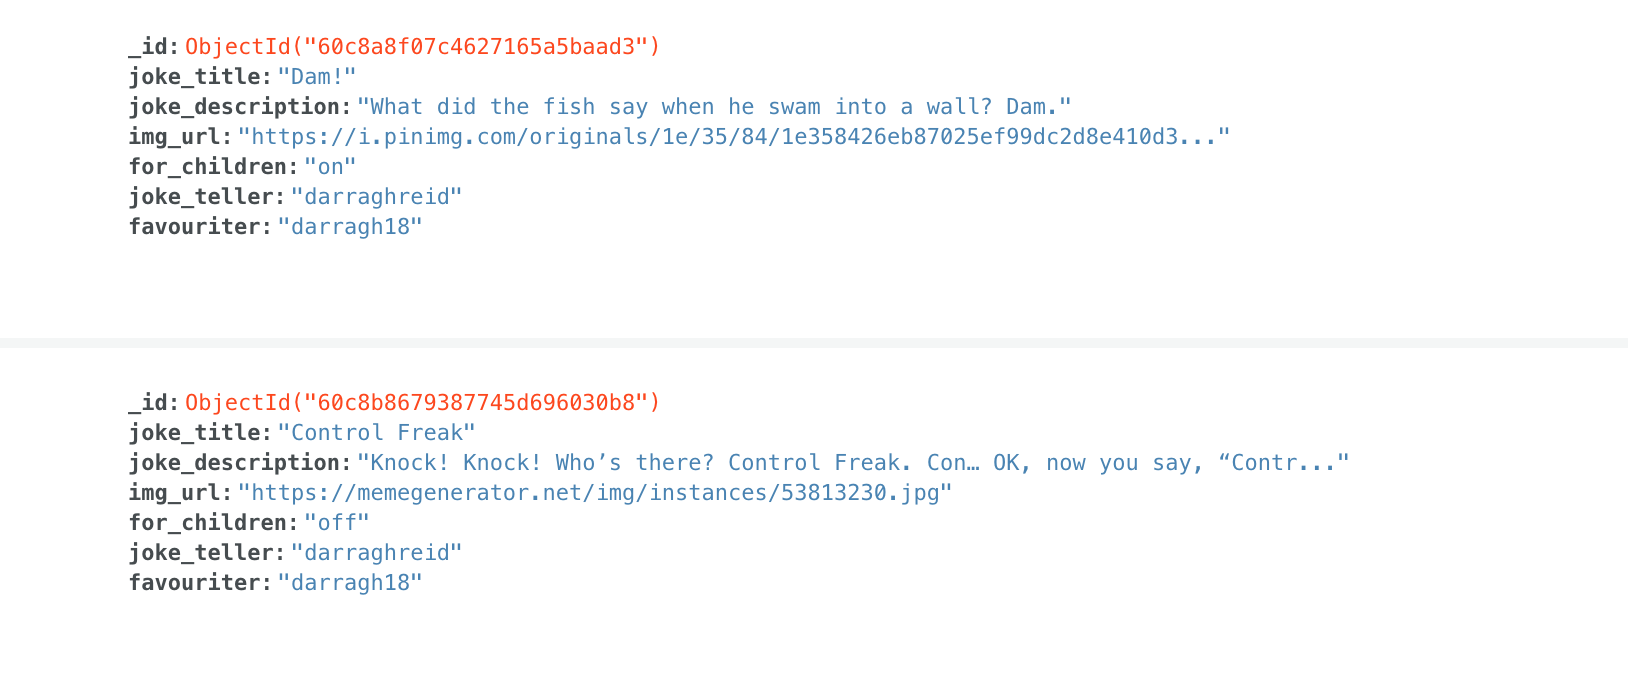 _id: ObjectId("60c8a8f07c4627165a5baad3")
joke_title: "Dam!"
joke_description: "What did the fish say when he swam into a wall? Dam."
img_url: "https://i.pinimg.com/originals/1e/35/84/1e358426eb87025ef99dc2d8e410d3..."
for_children: "on"
joke_teller: "darraghreid"
favouriter: "darragh18"
_id: ObjectId("60c8b8679387745d696030b8")
joke_title: "Control Freak"
joke_description: "Knock! Knock! Who’s there? Control Freak. Con… OK, now you say, “Contr..."
img_url: "https://memegenerator.net/img/instances/53813230.jpg"
for_children: "off"
joke_teller: "darraghreid"
favouriter: "darragh18"